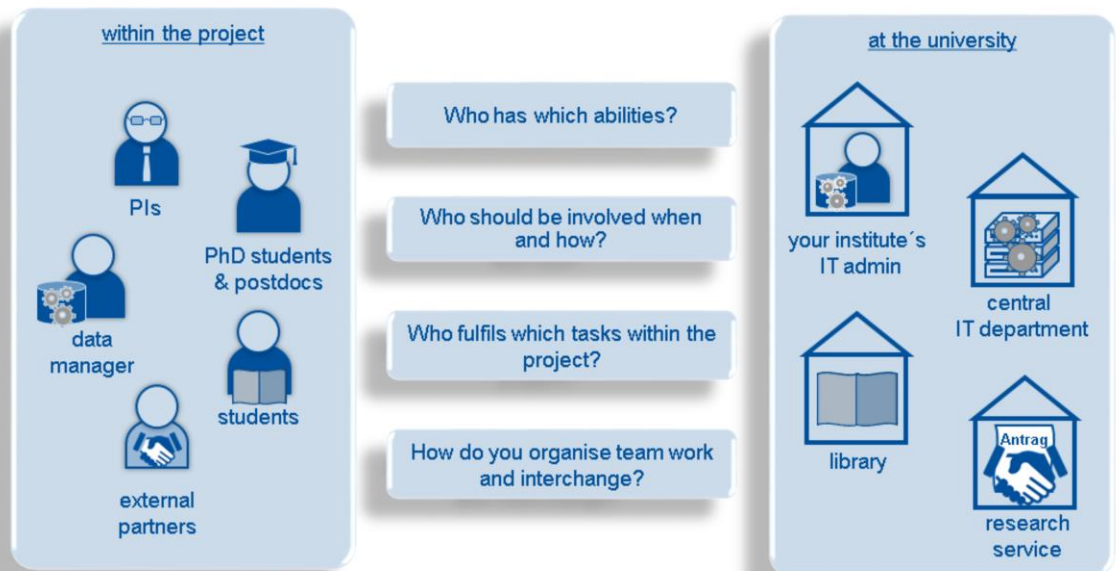 within the project
PIs
PhD students
& postdocs
data
manager
students
external
partners
Who has which abilities?
Who should be involved when
and how?
Who fulfils which tasks within the
project?
How do you organise team work
and interchange?
at the university
your institute´s
IT admin
central
IT department
library
Antrag
research
service